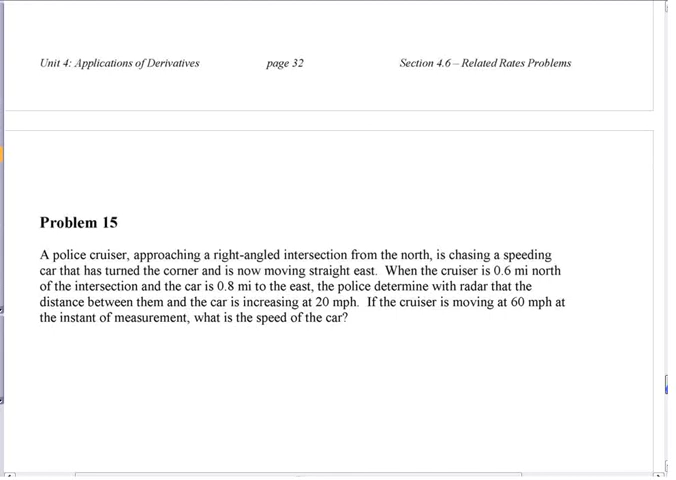 Unit 4: Applications of Derivatives page 32 Section 4.6 – Related Rates Problems
Problem 15
A police cruiser, approaching a right-angled intersection from the north, is chasing a speeding
car that has turned the corner and is now moving straight east. When the cruiser is 0.6 mi north
of the intersection and the car is 0.8 mi to the east, the police determine with radar that the
distance between them and the car is increasing at 20 mph. If the cruiser is moving at 60 mph at
the instant of measurement, what is the speed of the car?